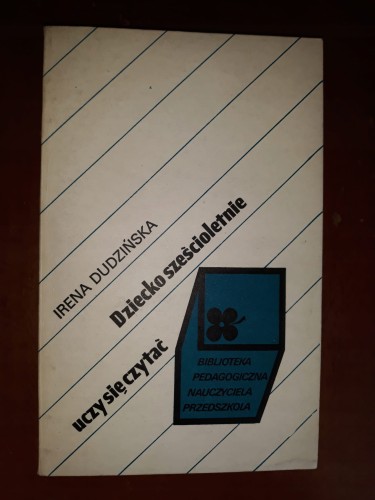 IRENA DUDZIŃSKA
Dziecko sześcioletnie
uczy się czytać
BIBLIOTEKA
PEDAGOGICZNA
NAUCZYCIELA
PRZEDSZKOLA